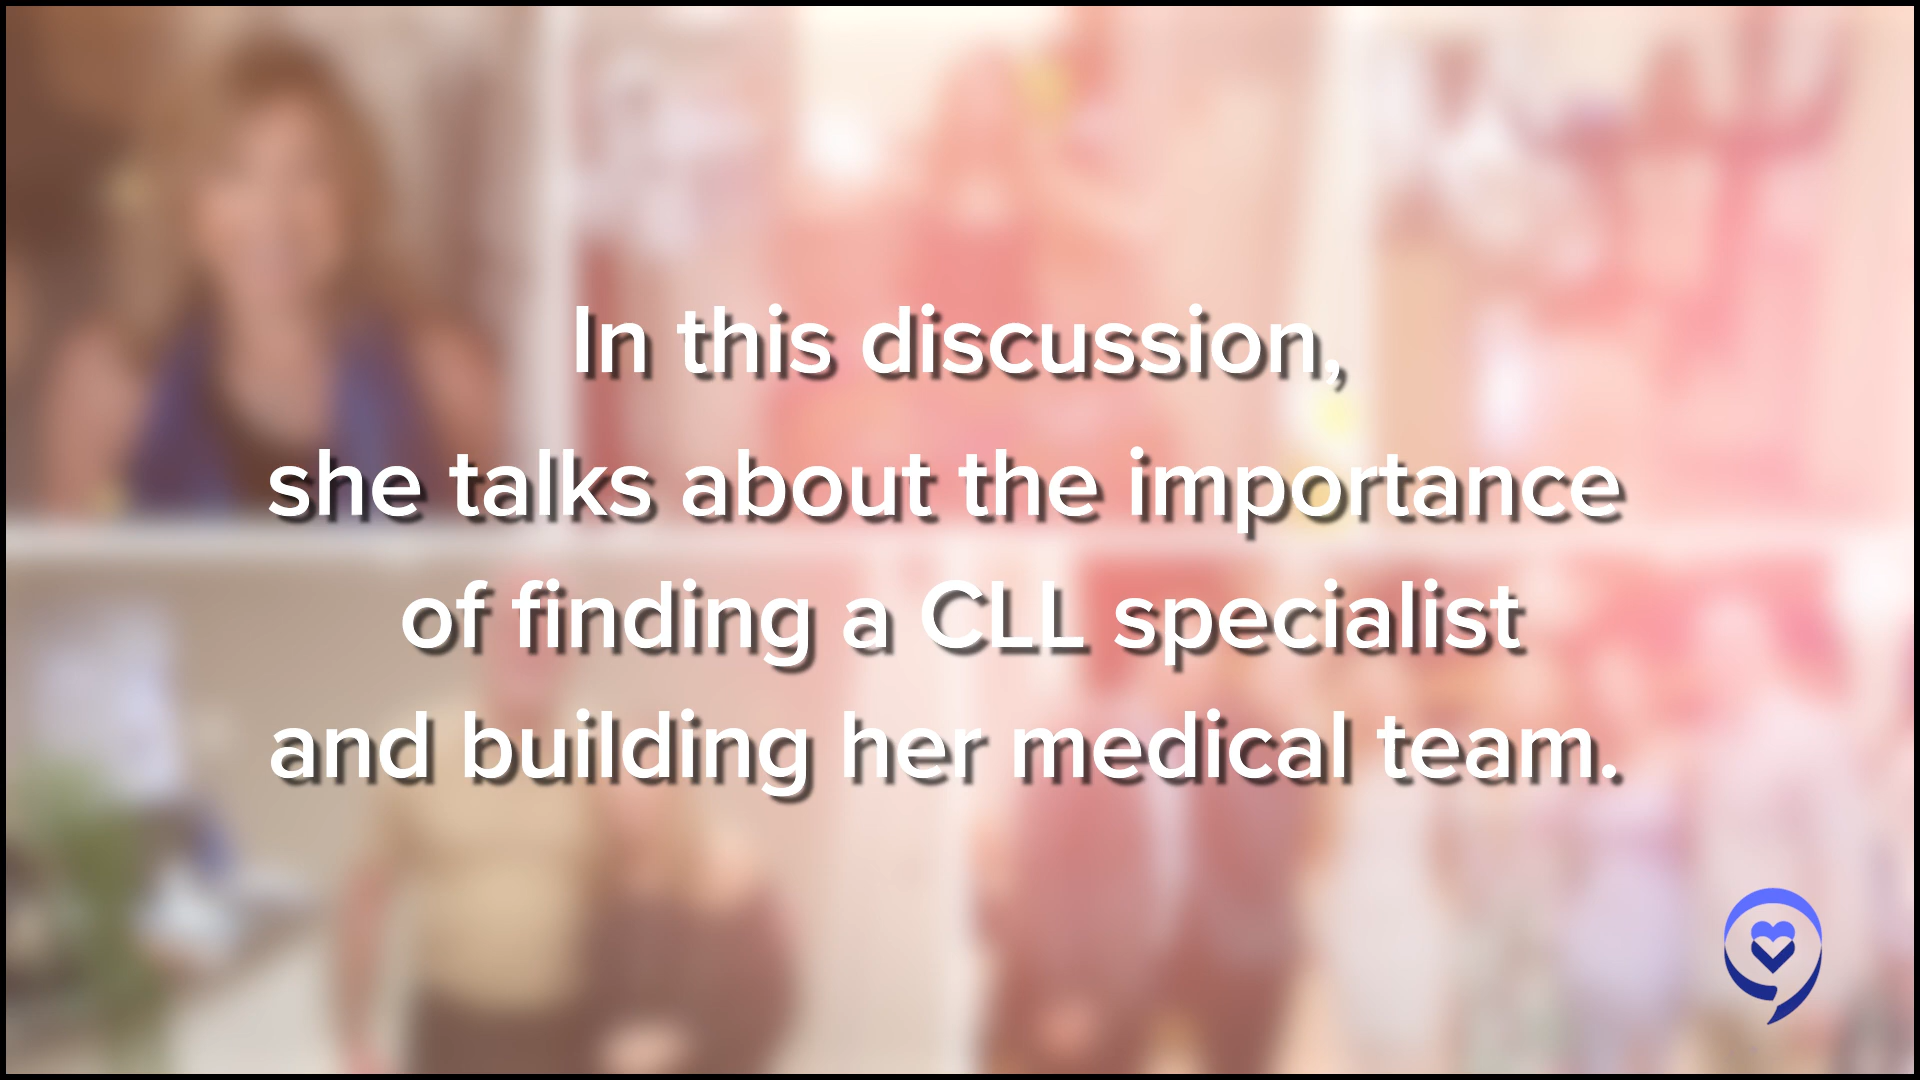 In this discussion,
she talks about the importance
of finding a CLL specialist
and building her medical team.